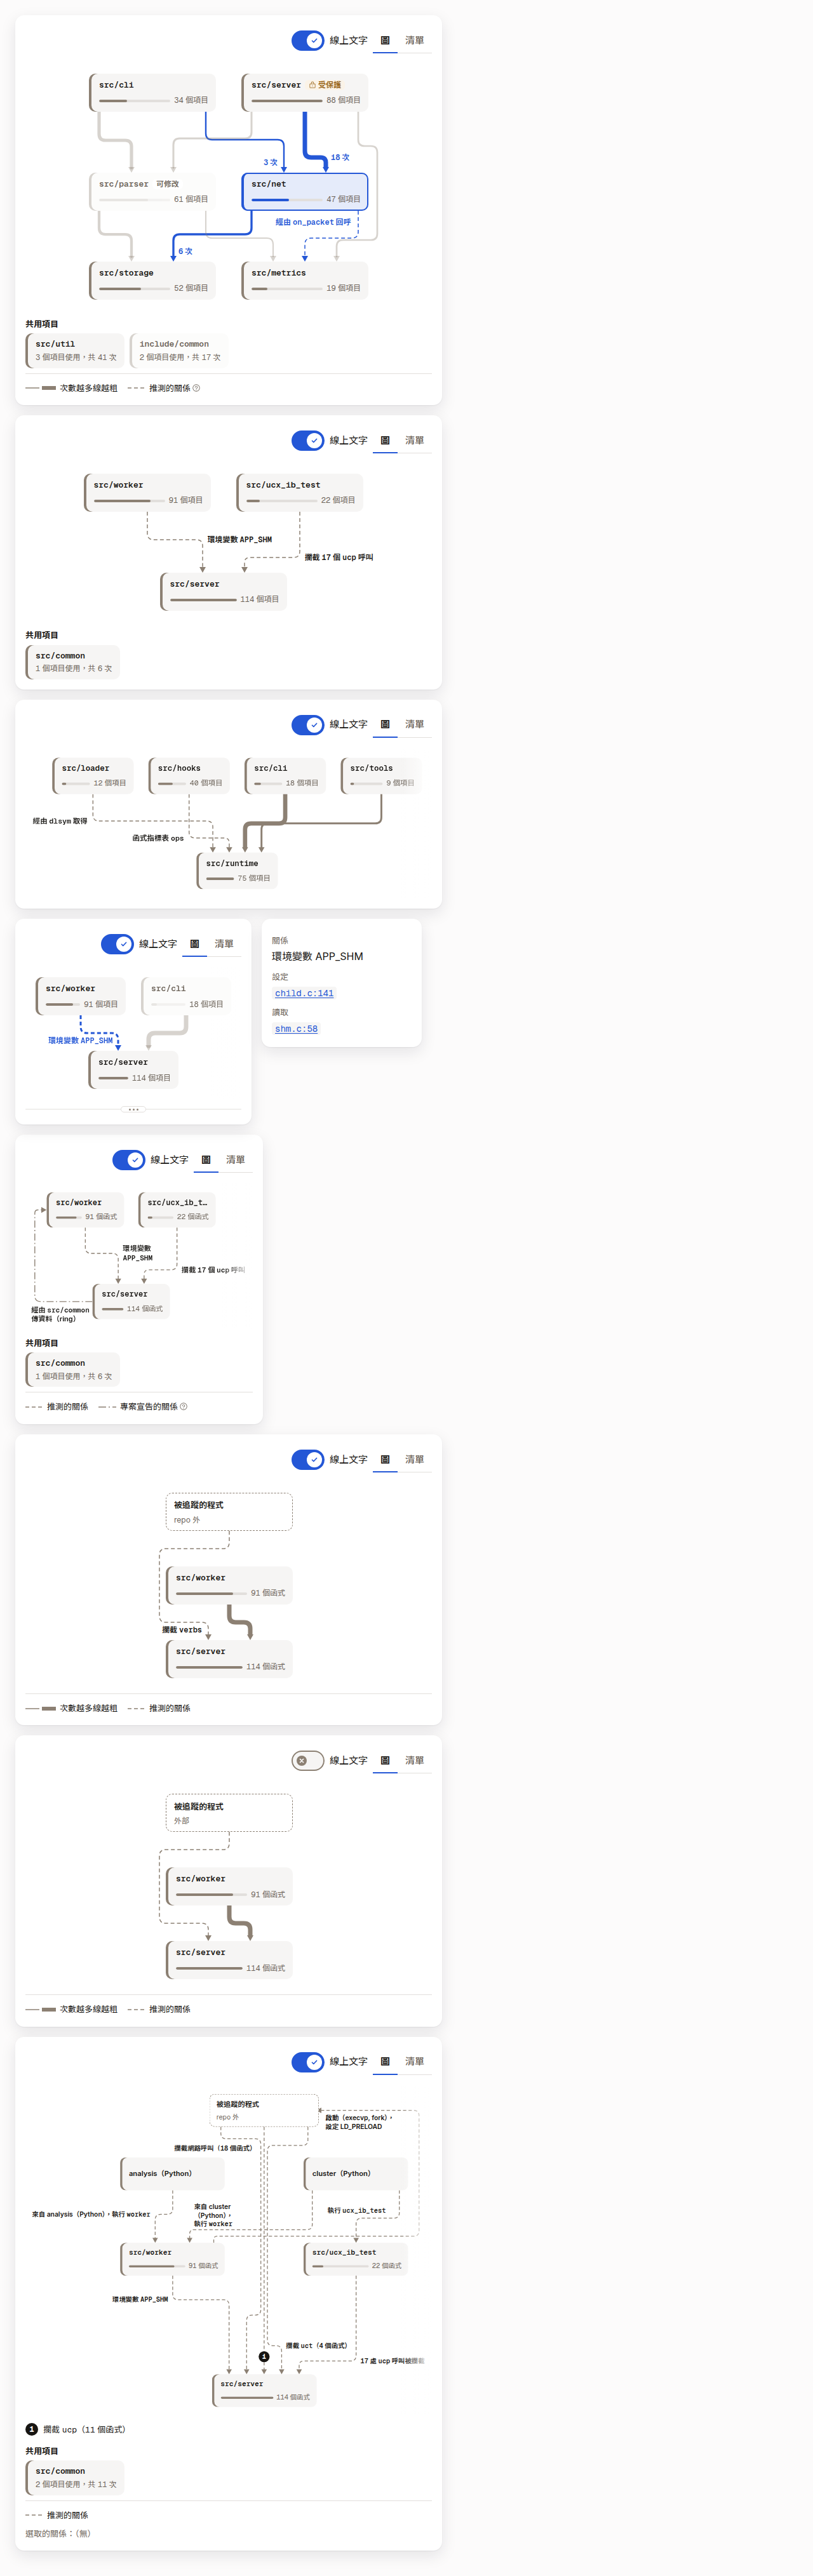 線上文字 圖 清單
src/cli
34 個項目
src/server 受保護
88 個項目
3 次
18 次
src/parser 可修改
61 個項目
src/net
47 個項目
經由 on_packet 回呼
6 次
src/storage
52 個項目
src/metrics
19 個項目
共用項目
src/util
3 個項目使用，共 41 次
include/common
2 個項目使用，共 17 次
次數越多線越粗 推測的關係
線上文字 圖 清單
src/worker
91 個項目
src/ucx_ib_test
22 個項目
環境變數 APP_SHM
攔截 17 個 ucp 呼叫
src/server
114 個項目
共用項目
src/common
1 個項目使用，共 6 次
線上文字 圖 清單
src/loader
12 個項目
src/hooks
40 個項目
src/cli
18 個項目
src/tools
9 個項目
經由 dlsym 取得
函式指標表 ops
src/runtime
75 個項目
線上文字 圖 清單
src/worker
91 個項目
src/cli
18 個項目
環境變數 APP_SHM
src/server
114 個項目
關係
環境變數 APP_SHM
設定
child.c:141
讀取
shm.c:58
線上文字 圖 清單
src/worker
91 個函式
src/ucx_ib_t…
22 個函式
環境變數
APP_SHM
攔截 17 個 ucp 呼叫
src/server
114 個函式
經由 src/common
傳資料（ring）
共用項目
src/common
1 個項目使用，共 6 次
推測的關係 專案宣告的關係
線上文字 圖 清單
被追蹤的程式
repo 外
src/worker
91 個函式
攔截 verbs
src/server
114 個函式
次數越多線越粗 推測的關係
線上文字 圖 清單
被追蹤的程式
外部
src/worker
91 個函式
src/server
114 個函式
次數越多線越粗 推測的關係
線上文字 圖 清單
被追蹤的程式
repo 外
啟動（execvp, fork），
設定 LD_PRELOAD
攔截網路呼叫（18 個函式）
analysis（Python）
cluster（Python）
來自 analysis（Python），執行 worker
來自 cluster
（Python），
執行 worker
執行 ucx_ib_test
src/worker
91 個函式
src/ucx_ib_test
22 個函式
環境變數 APP_SHM
攔截 uct（4 個函式）
1
17 處 ucp 呼叫被攔截
src/server
114 個函式
1 攔截 ucp（11 個函式）
共用項目
src/common
2 個項目使用，共 11 次
推測的關係
選取的關係：（無）